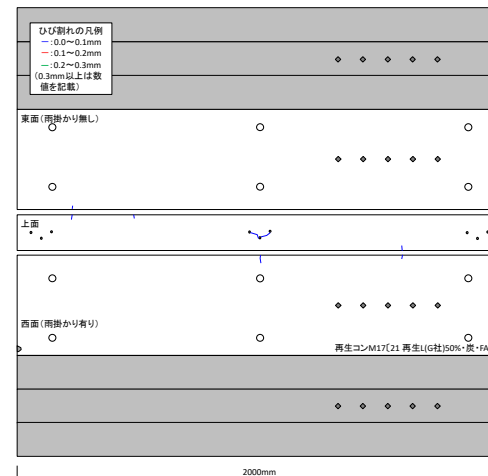 ひび割れの凡例
ー:0.0～0.1mm
ー:0.1～0.2mm
ー:0.2～0.3mm
(0.3mm以上は数
値を記載)
東面(雨掛かり無し)
上面
西面(雨掛かり有り)
再生コンM17〔21 再生L(G社)50%・炭・FA
2000mm